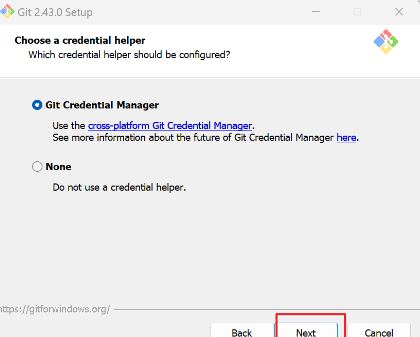 Git 2.43.0 Setup
Choose a credential helper
Which credential helper should be configured?
Git Credential Manager
Use the cross-platform Git Credential Manager.
See more information about the future of Git Credential Manager here.
None
Do not use a credential helper.
https://gitforwindows.org/
Back Next Cancel